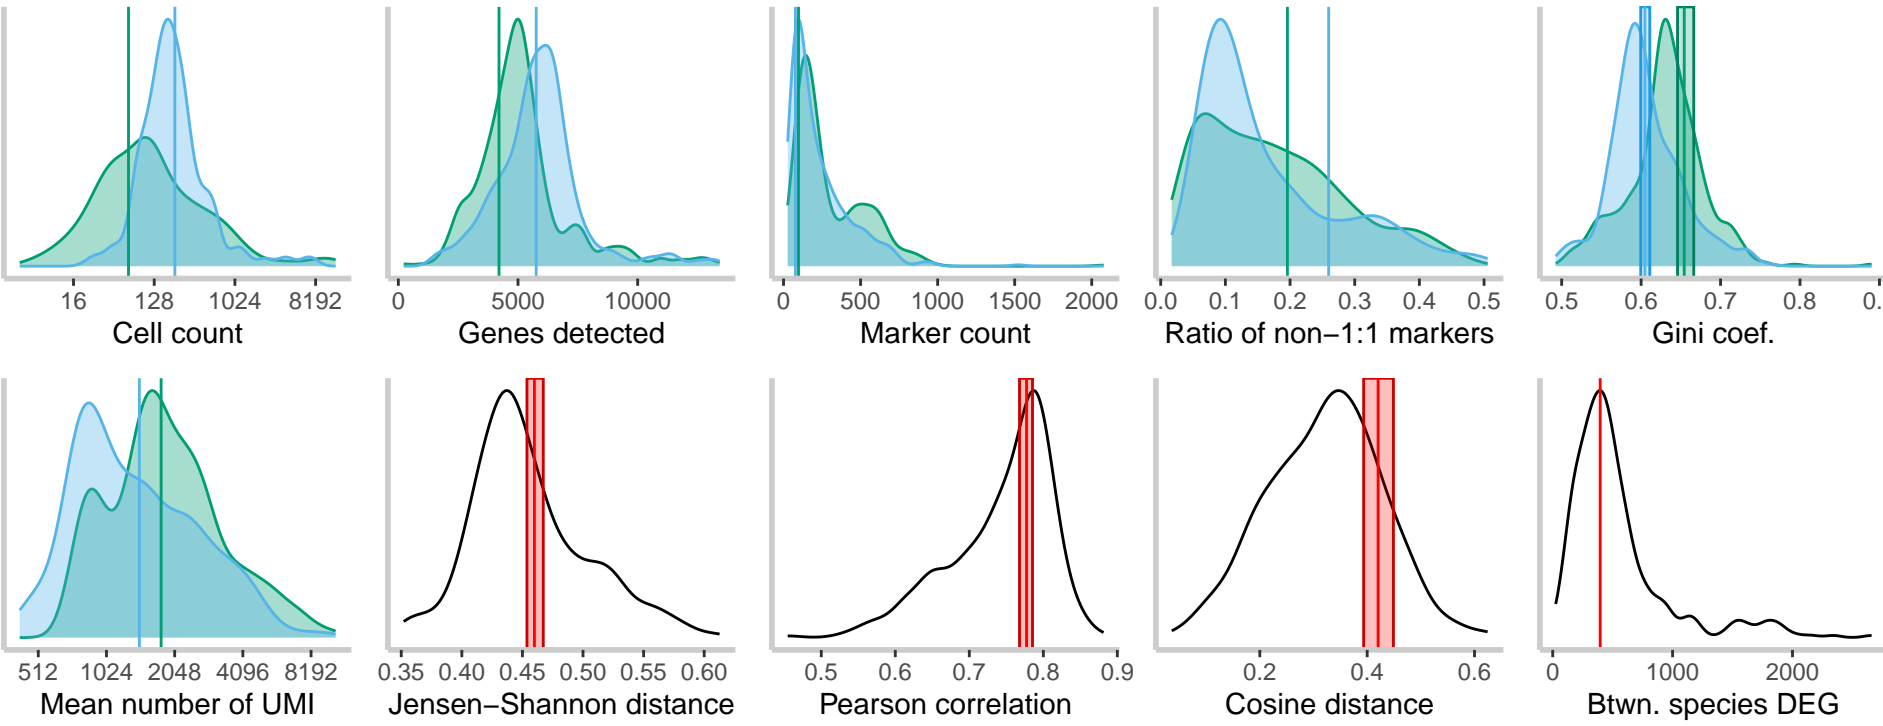 16 128 1024 8192
Cell count
0 5000 10000
Genes detected
0 500 1000 1500 2000
Marker count
0.0 0.1 0.2 0.3 0.4 0.5
Ratio of non−1:1 markers
0.5 0.6 0.7 0.8 0.
Gini coef.
512 1024 2048 4096 8192
Mean number of UMI
0.35 0.40 0.45 0.50 0.55 0.60
Jensen−Shannon distance
0.5 0.6 0.7 0.8 0.9
Pearson correlation
0.2 0.4 0.6
Cosine distance
0 1000 2000
Btwn. species DEG